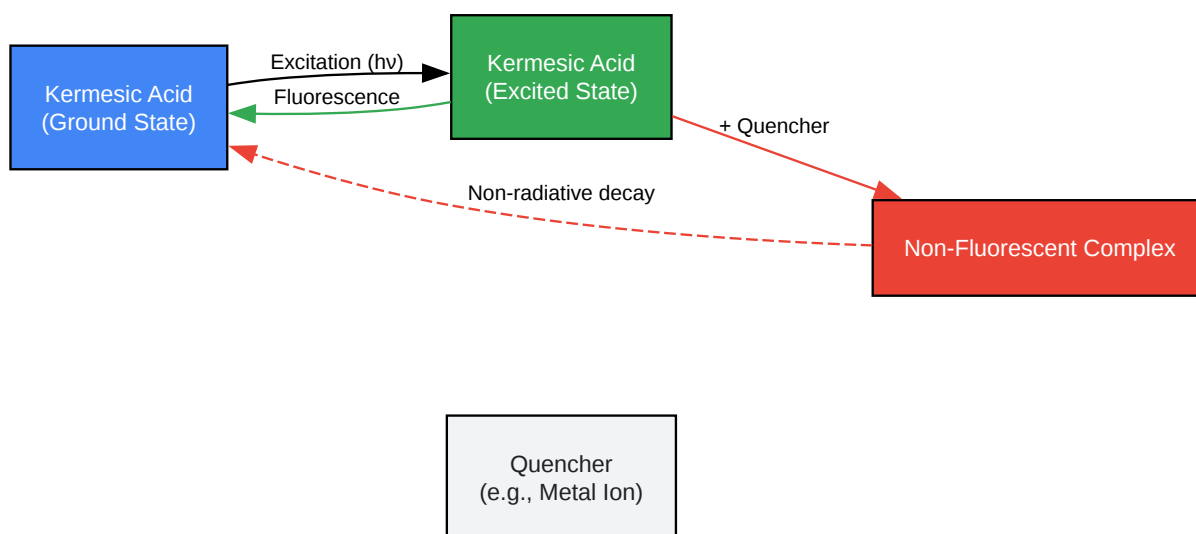 Kermesic Acid
(Ground State)
Excitation (hν)
Fluorescence
Kermesic Acid
(Excited State)
+ Quencher
Non-radiative decay
Non-Fluorescent Complex
Quencher
(e.g., Metal Ion)